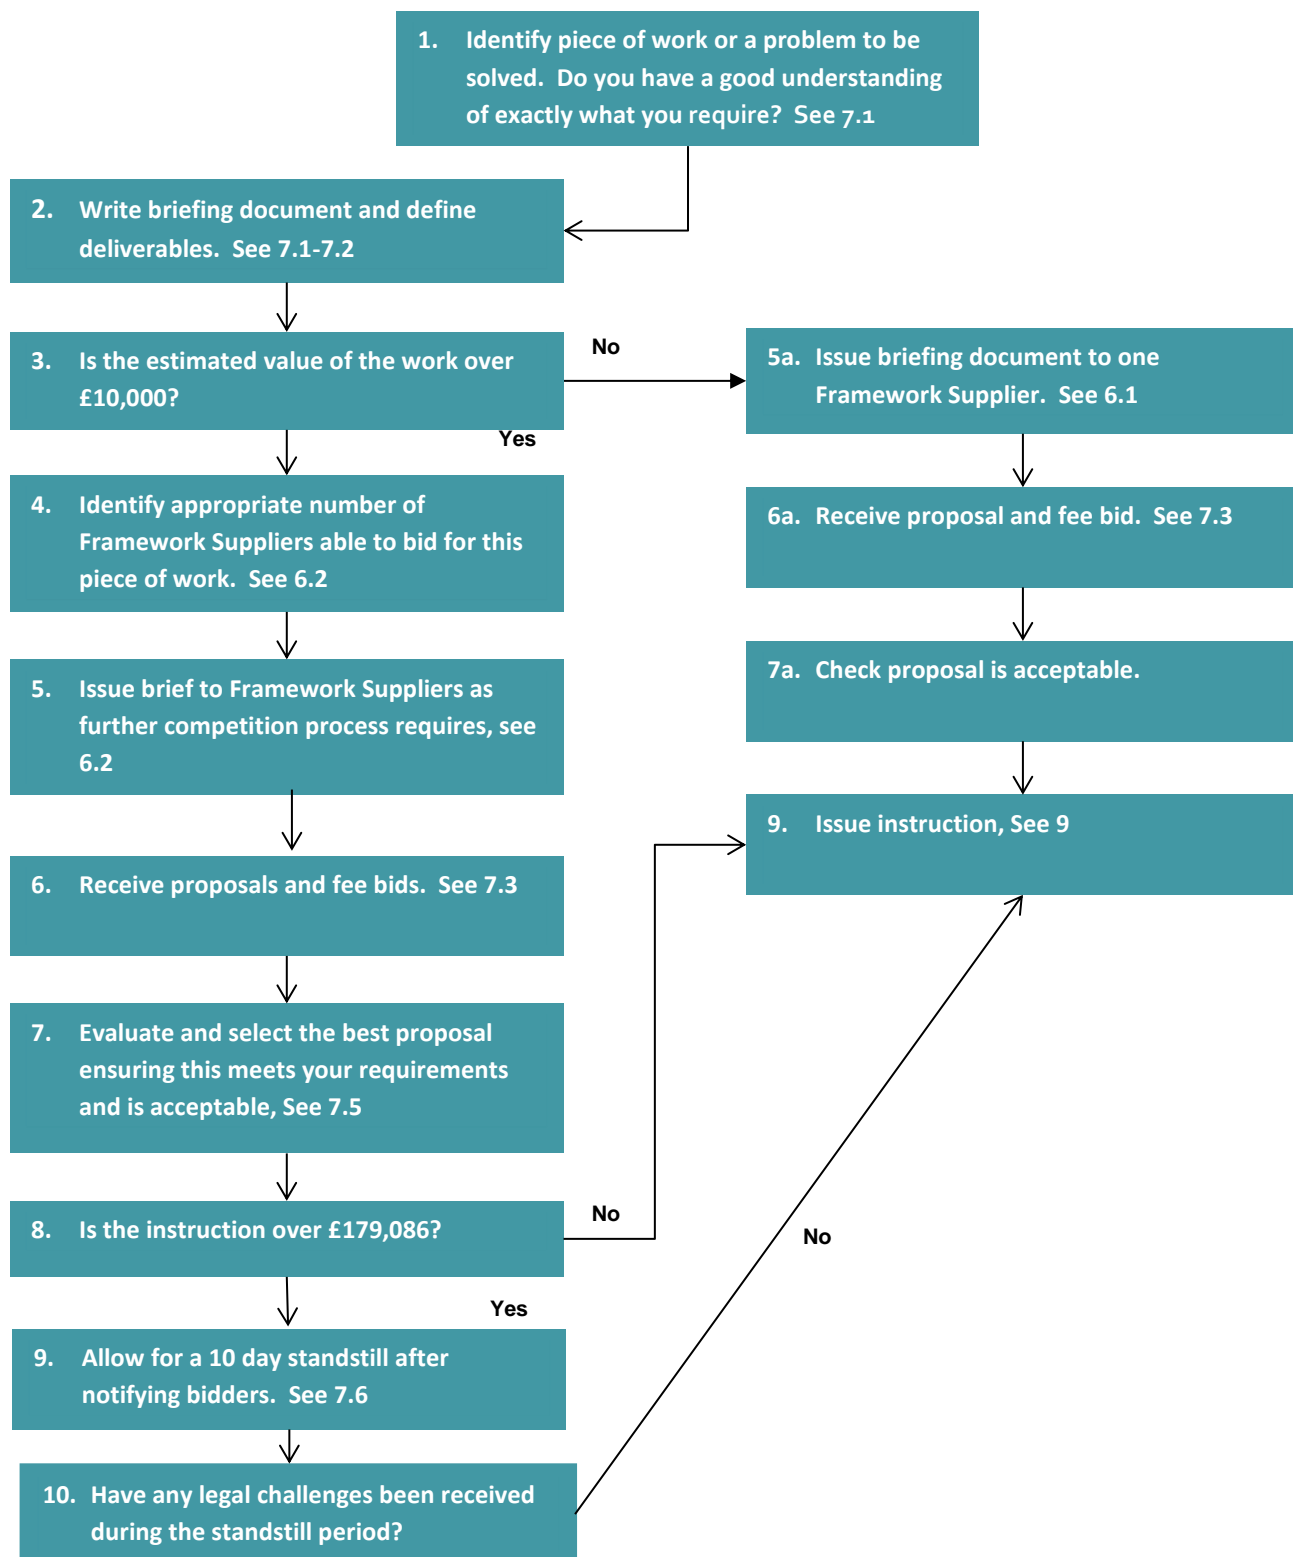 1. Identify piece of work or a problem to be
solved. Do you have a good understanding
of exactly what you require? See 7.1
2. Write briefing document and define
deliverables. See 7.1-7.2
3. Is the estimated value of the work over
£10,000?
No
Yes
4. Identify appropriate number of
Framework Suppliers able to bid for this
piece of work. See 6.2
5. Issue brief to Framework Suppliers as
further competition process requires, see
6.2
6. Receive proposals and fee bids. See 7.3
7. Evaluate and select the best proposal
ensuring this meets your requirements
and is acceptable, See 7.5
8. Is the instruction over £179,086?
No
Yes
9. Allow for a 10 day standstill after
notifying bidders. See 7.6
10. Have any legal challenges been received
during the standstill period?
No
5a. Issue briefing document to one
Framework Supplier. See 6.1
6a. Receive proposal and fee bid. See 7.3
7a. Check proposal is acceptable.
9. Issue instruction, See 9